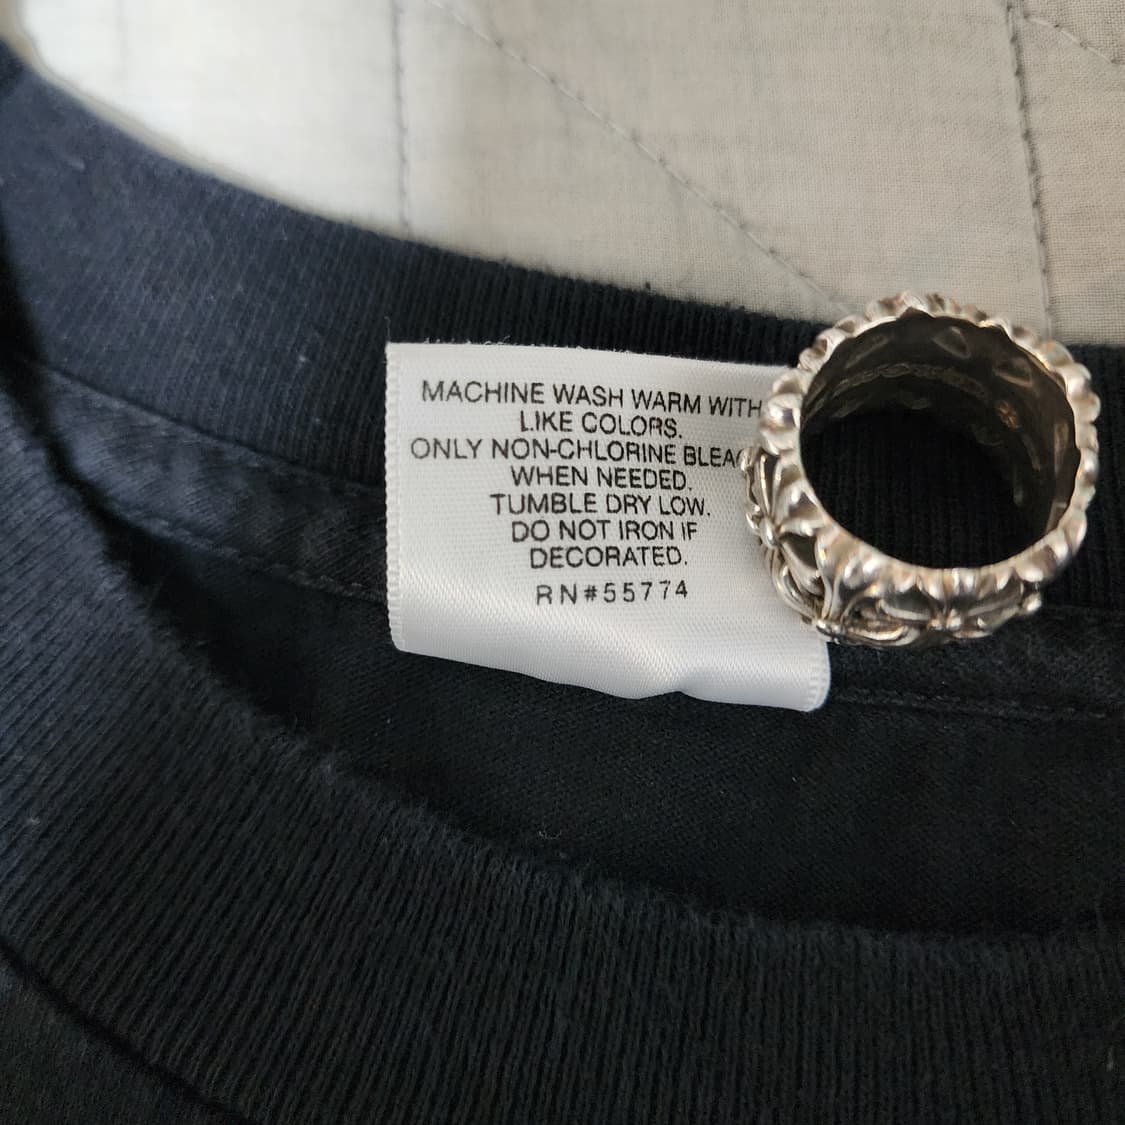 MACHINE WASH WARM WITH
LIKE COLORS.
ONLY NON-CHLORINE
WHEN NEEDED.
TUMBLE DRY LOW.
DO NOT IRON IF
DECORATED.
RN#55774